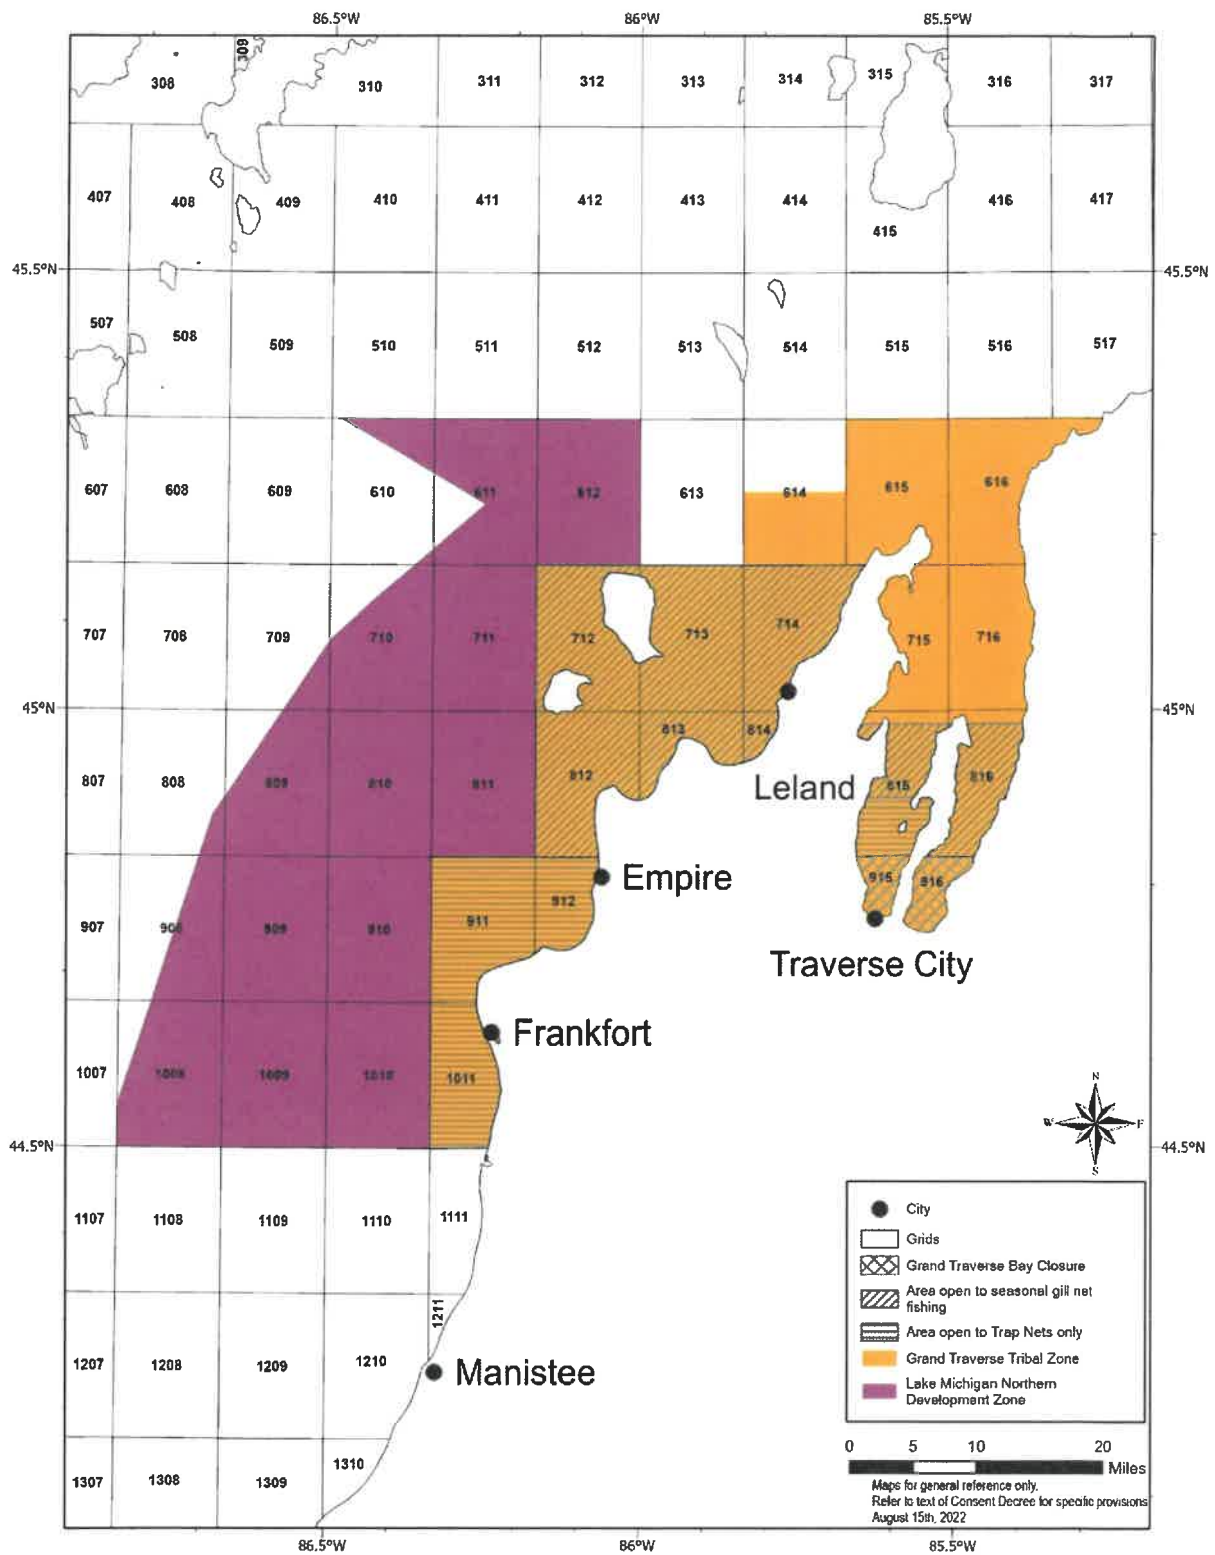 86.5°W 86°W 85.5°W
308 309 310 311 312 313 314 315 316 317
407 408 409 410 411 412 413 414 415 416 417
45.5°N 45.5°N
507 508 509 510 511 512 513 514 515 516 517
607 608 609 610 611 612 613 614 615 616
707 708 709 710 711 712 713 714 715 716
45°N 45°N
807 808 809 810 811 812 813 814 815 816
Leland
Empire
907 908 909 910 911 912 915 916
Traverse City
Frankfort
1007 1008 1009 1010 1011
N
W E
S
44.5°N 44.5°N
1107 1108 1109 1110 1111
1211
1207 1208 1209 1210
Manistee
1307 1308 1309 1310
City
Grids
Grand Traverse Bay Closure
Area open to seasonal gill net
fishing
Area open to Trap Nets only
Grand Traverse Tribal Zone
Lake Michigan Northern
Development Zone
0 5 10 20
Miles
Maps for general reference only.
Refer to text of Consent Decree for specific provisions
August 15th, 2022
86.5°W 86°W 85.5°W